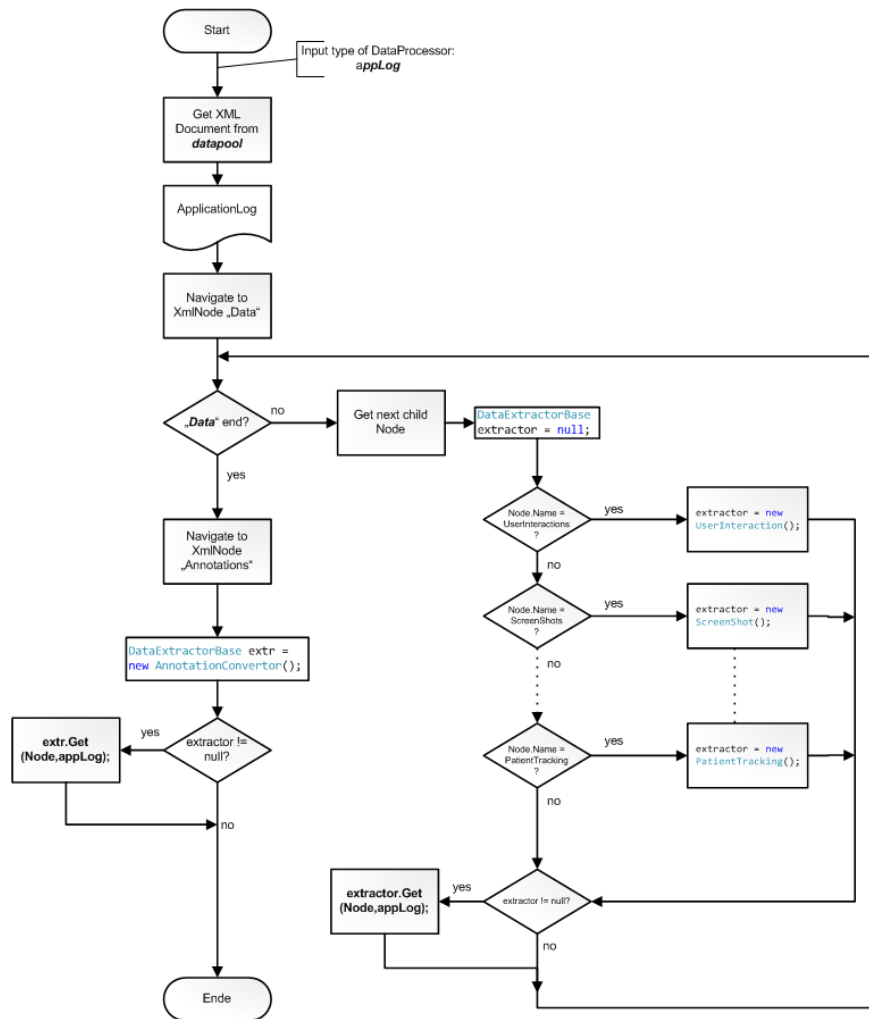 Start
Input type of DataProcessor:
appLog
Get XML
Document from
datapool
ApplicationLog
Navigate to
XmlNode „Data“
„Data“ end?
no
yes
Get next child
Node
DataExtractorBase
extractor = null;
Node.Name =
UserInteractions
?
yes
no
extractor = new
UserInteraction();
Node.Name =
ScreenShots
?
yes
no
extractor = new
ScreenShot();
Node.Name =
PatientTracking
?
yes
no
extractor = new
PatientTracking();
extractor != null?
yes
no
extractor.Get
(Node,appLog);
Navigate to
XmlNode
„Annotations“
DataExtractorBase extr =
new AnnotationConvertor();
extractor !=
null?
yes
no
extr.Get
(Node,appLog);
Ende